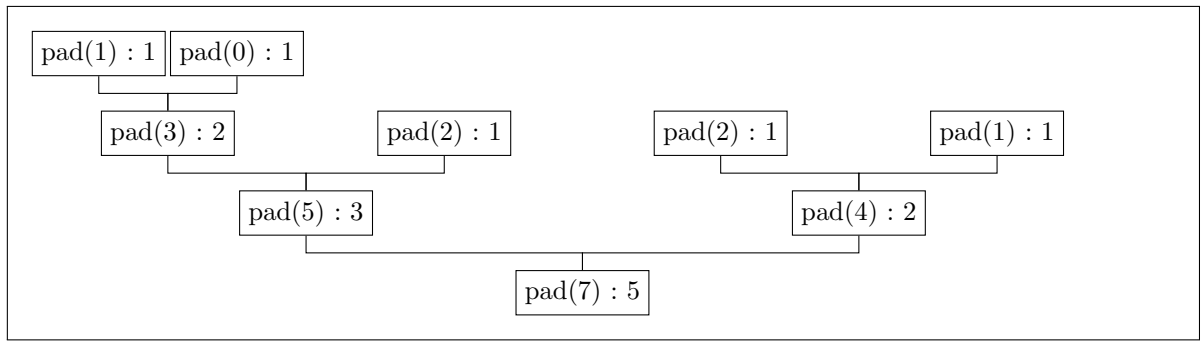 pad(1) : 1 pad(0) : 1
pad(3) : 2 pad(2) : 1 pad(2) : 1 pad(1) : 1
pad(5) : 3 pad(4) : 2
pad(7) : 5